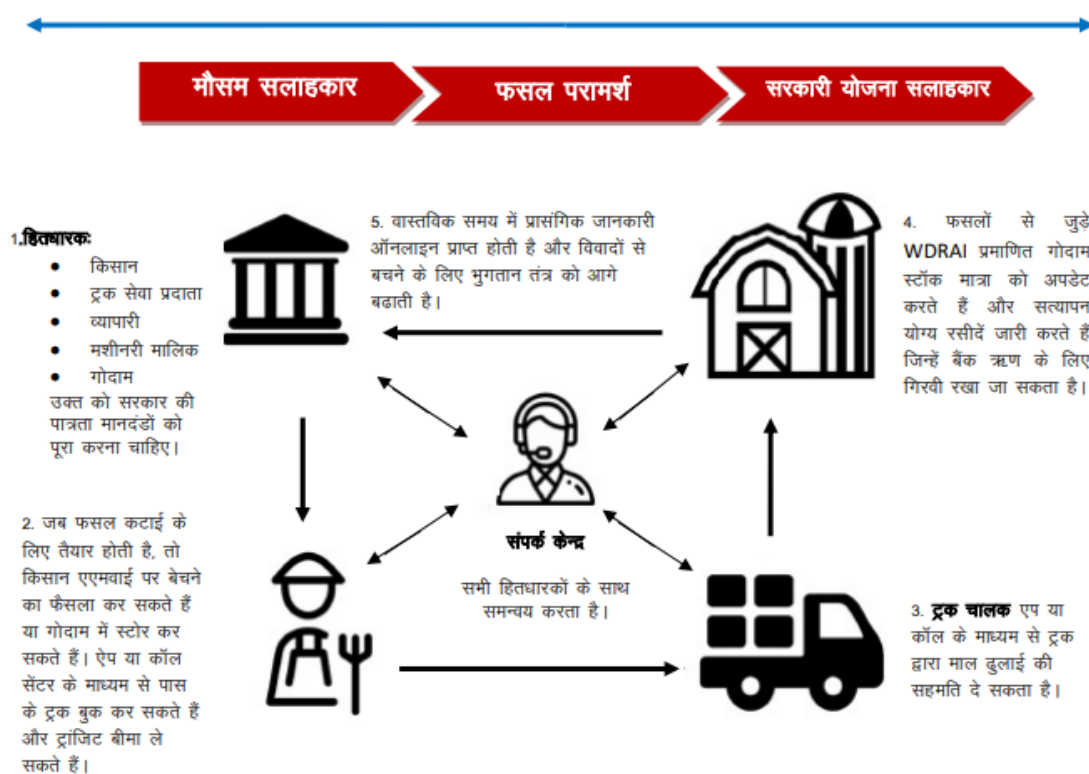 मौसम सलाहकार
फसल परामर्श
सरकारी योजना सलाहकार
1.हितधारकः
• किसान
• ट्रक सेवा प्रदाता
• व्यापारी
• मशीनरी मालिक
• गोदाम
उक्त को सरकार की
पात्रता मानदंडों को
पूरा करना चाहिए।
5. वास्तविक समय में प्रासंगिक जानकारी
ऑनलाइन प्राप्त होती है और विवादों से
बचने के लिए भुगतान तंत्र को आगे
बढाती है।
4. फसलों से जुड़े
WDRAI प्रमाणित गोदाम
स्टॉक मात्रा को अपडेट
करते हैं और सत्यापन
योग्य रसीदें जारी करते हैं
जिन्हें बैंक ऋण के लिए
गिरवी रखा जा सकता है।
संपर्क केन्द्र
सभी हितधारकों के साथ
समन्वय करता है।
2. जब फसल कटाई के
लिए तैयार होती है, तो
किसान एएमवाई पर बेचने
का फैसला कर सकते हैं
या गोदाम में स्टोर कर
सकते हैं। ऐप या कॉल
सेंटर के माध्यम से पास
के ट्रक बुक कर सकते हैं
और ट्रांजिट बीमा ले
सकते हैं।
3. ट्रक चालक एप या
कॉल के माध्यम से ट्रक
द्वारा माल ढुलाई की
सहमति दे सकता है।